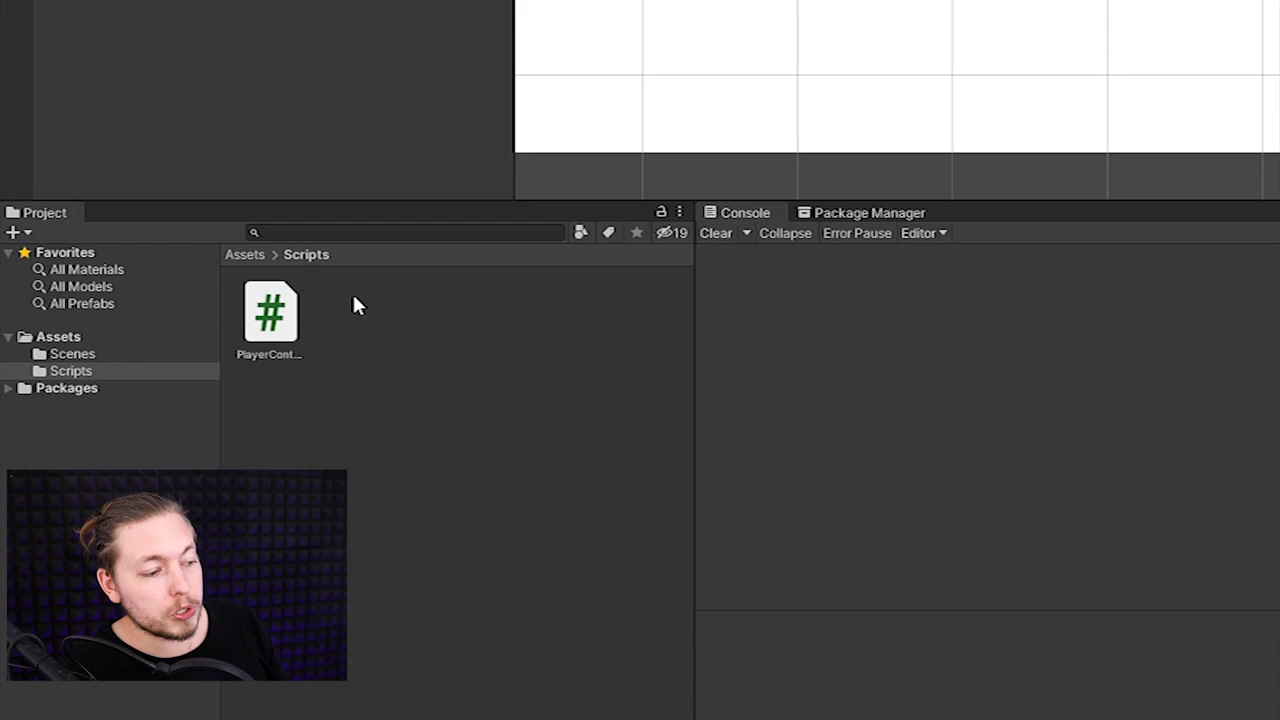 Project
Console
Package Manager
19
Clear
Collapse
Error Pause
Editor
Favorites
All Materials
All Models
All Prefabs
Assets > Scripts
#
PlayerCont...
Assets
Scenes
Scripts
Packages